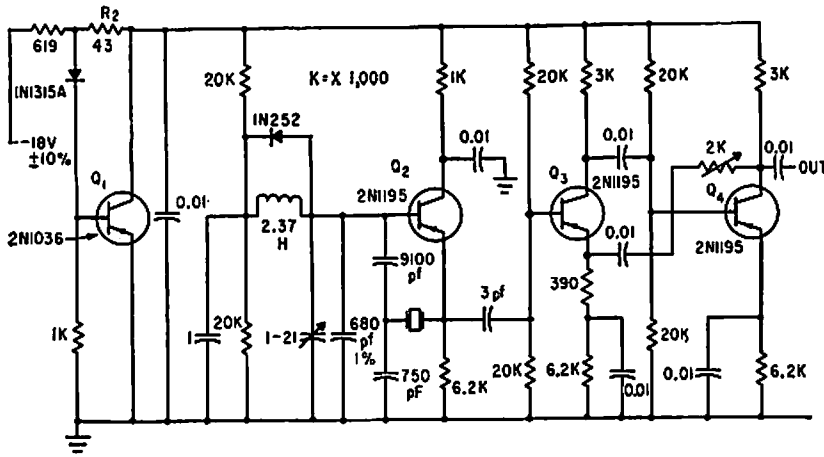 R2
619
43
1N1315A
20K
K=X 1,000
1K
20K
3K
20K
3K
--18V
±10%
1N252
Q1
Q2
0.01
0.01
2K
0.01
OUT
Q3
2N1195
Q4
2N1036
0.01
2.37
H
2N1195
0.01
2N1195
9100
pf
390
3 pf
1K
1
20K
1-21
680
pf
1%
750
pF
6.2K
20K
6.2K
0.01
20K
0.01
6.2K